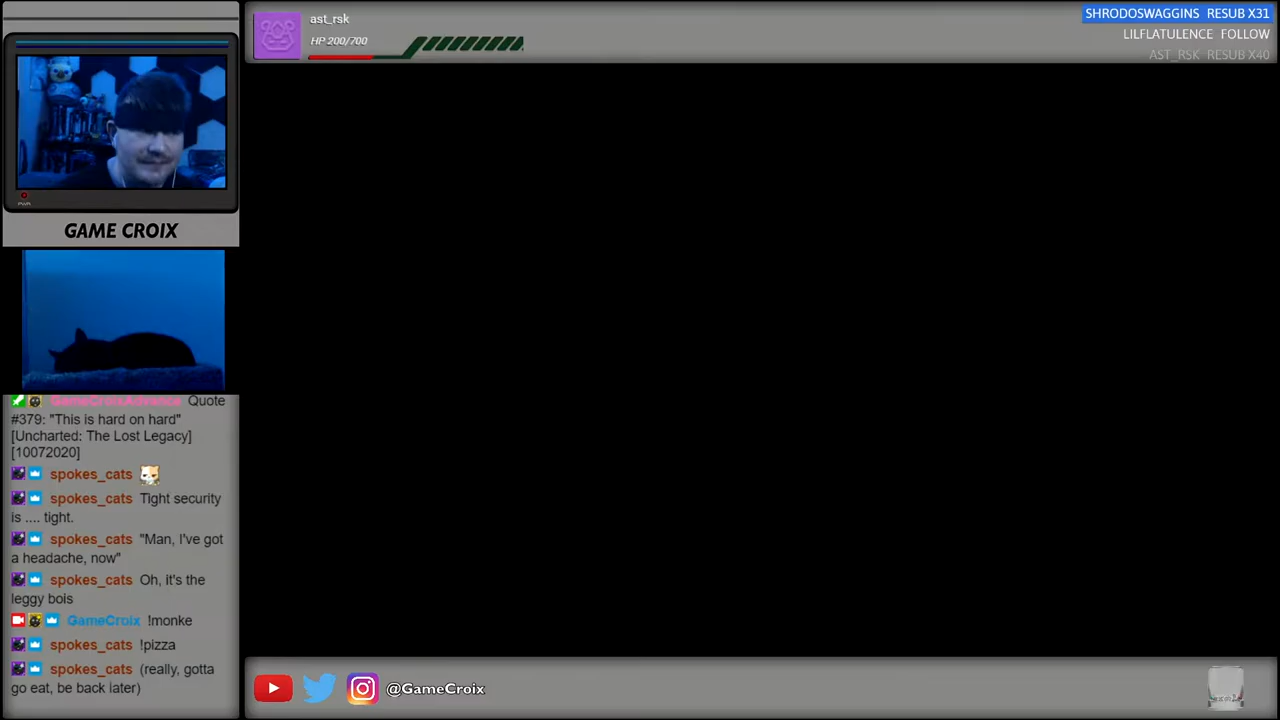 ast_rsk
HP 200/700
SHRODOSWAGGINS RESUB X31
LILFLATULENCE FOLLOW
AST_RSK RESUB X40
PWR
GAME CROIX
GameCroixAdvance Quote
#379: "This is hard on hard"
[Uncharted: The Lost Legacy]
[10072020]
spokes_cats
spokes_cats Tight security
is .... tight.
spokes_cats "Man, I've got
a headache, now"
spokes_cats Oh, it's the
leggy bois
GameCroix !monke
spokes_cats !pizza
spokes_cats (really, gotta
go eat, be back later)
@GameCroix